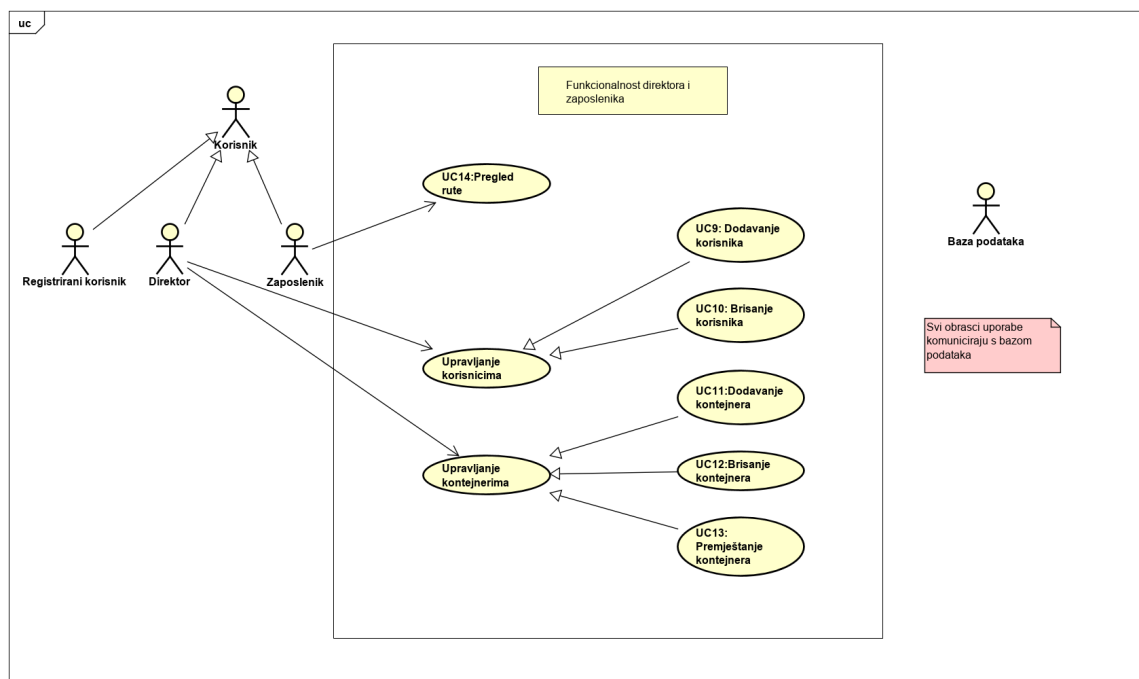 uc
Funkcionalnost direktora i
zaposlenika
Korisnik
UC14:Pregled
rute
UC9: Dodavanje
korisnika
Baza podataka
Registrirani korisnik
Direktor
Zaposlenik
UC10: Brisanje
korisnika
Svi obrasci uporabe
komuniciraju s bazom
podataka
Upravljanje
korisnicima
UC11:Dodavanje
kontejnera
Upravljanje
kontejnerima
UC12:Brisanje
kontejnera
UC13:
Premještanje
kontejnera